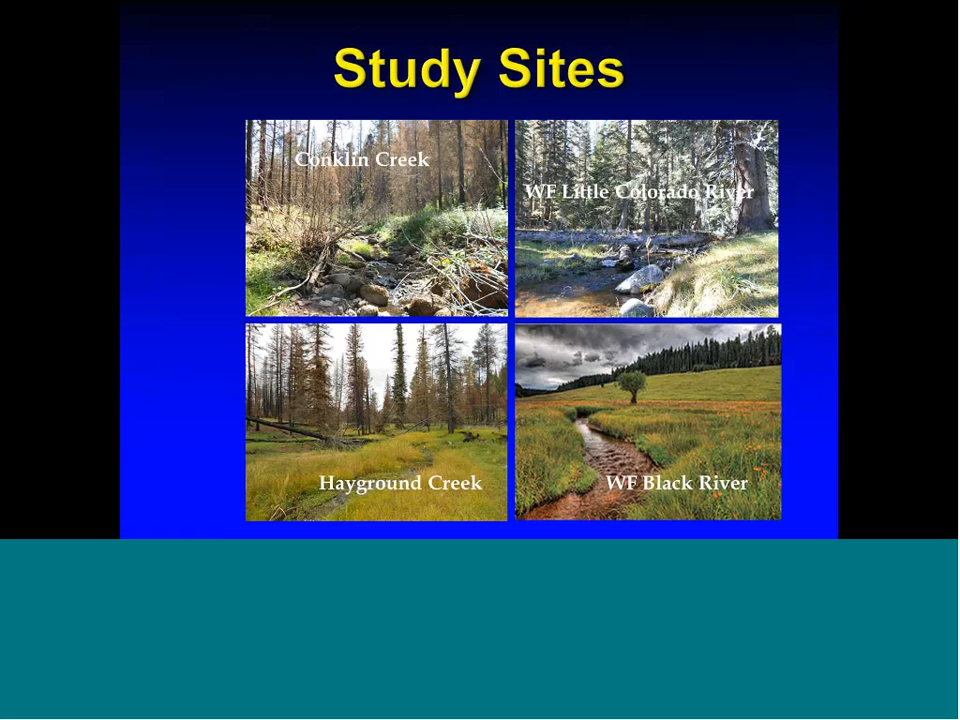 Study Sites
Conklin Creek
WF Little Colorado River
Hayground Creek
WF Black River